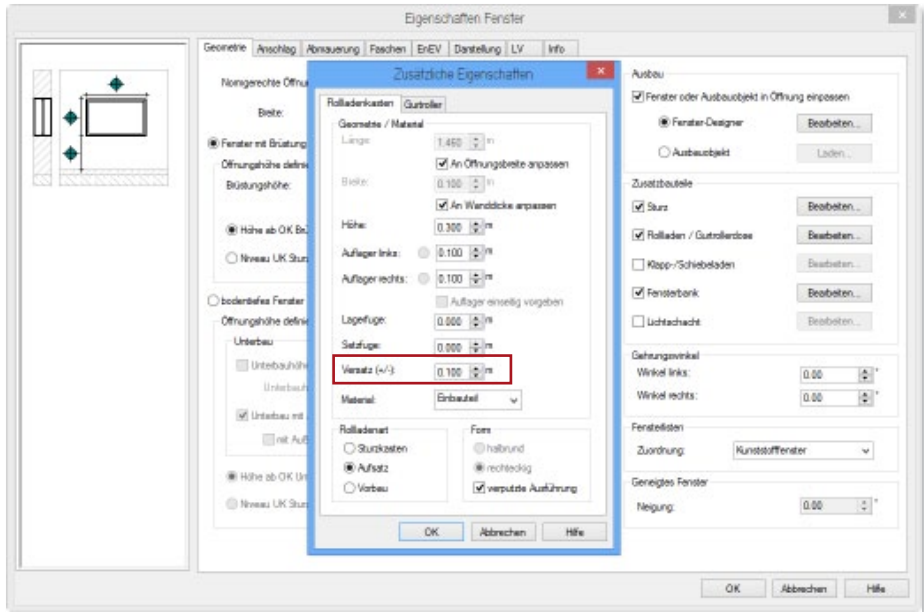 Eigenschaften Fenster
Geometrie Anschlag Abmauerung Faschen EnEV Darstellung LV Info
Normgerechte Öffnu
Breite:
Fenster mit Brüstung
Öffnungshöhe definie
Brüstungshöhe:
Höhe ab OK Brü
Niveau UK Sturz
bodentiefes Fenster
Öffnungshöhe definie
Unterbau
Unterbauhöhe
Unterbauh
Unterbau mit
mit Auß
Höhe ab OK Unt
Niveau UK Sturz
Zusätzliche Eigenschaften
Rollladenkasten Gurtroller
Geometrie / Material
Länge: 1.460 m
An Öffnungsbreite anpassen
Breite: 0.100 m
An Wanddicke anpassen
Höhe: 0.300 m
Auflager links: 0.100 m
Auflager rechts: 0.100 m
Auflager einseitig vorgeben
Lagerfuge: 0.000 m
Setzfuge: 0.000 m
Versatz (+/-): 0.100 m
Material: Einbauteil
Rollladenart
Sturzkasten
Aufsatz
Vorbau
Form
halbrund
rechteckig
verputzte Ausführung
OK Abbrechen Hilfe
Ausbau
Fenster oder Ausbauobjekt in Öffnung einpassen
Fenster-Designer Bearbeiten...
Ausbauobjekt Laden...
Zusatzbauteile
Sturz Bearbeiten...
Rollladen / Gurtrollerdose Bearbeiten...
Klapp-/Schiebeladen Bearbeiten...
Fensterbank Bearbeiten...
Lichtschacht Bearbeiten...
Gehrungswinkel
Winkel links: 0.00 °
Winkel rechts: 0.00 °
Fensterlisten
Zuordnung: Kunststofffenster
Geneigtes Fenster
Neigung: 0.00 °
OK Abbrechen Hilfe